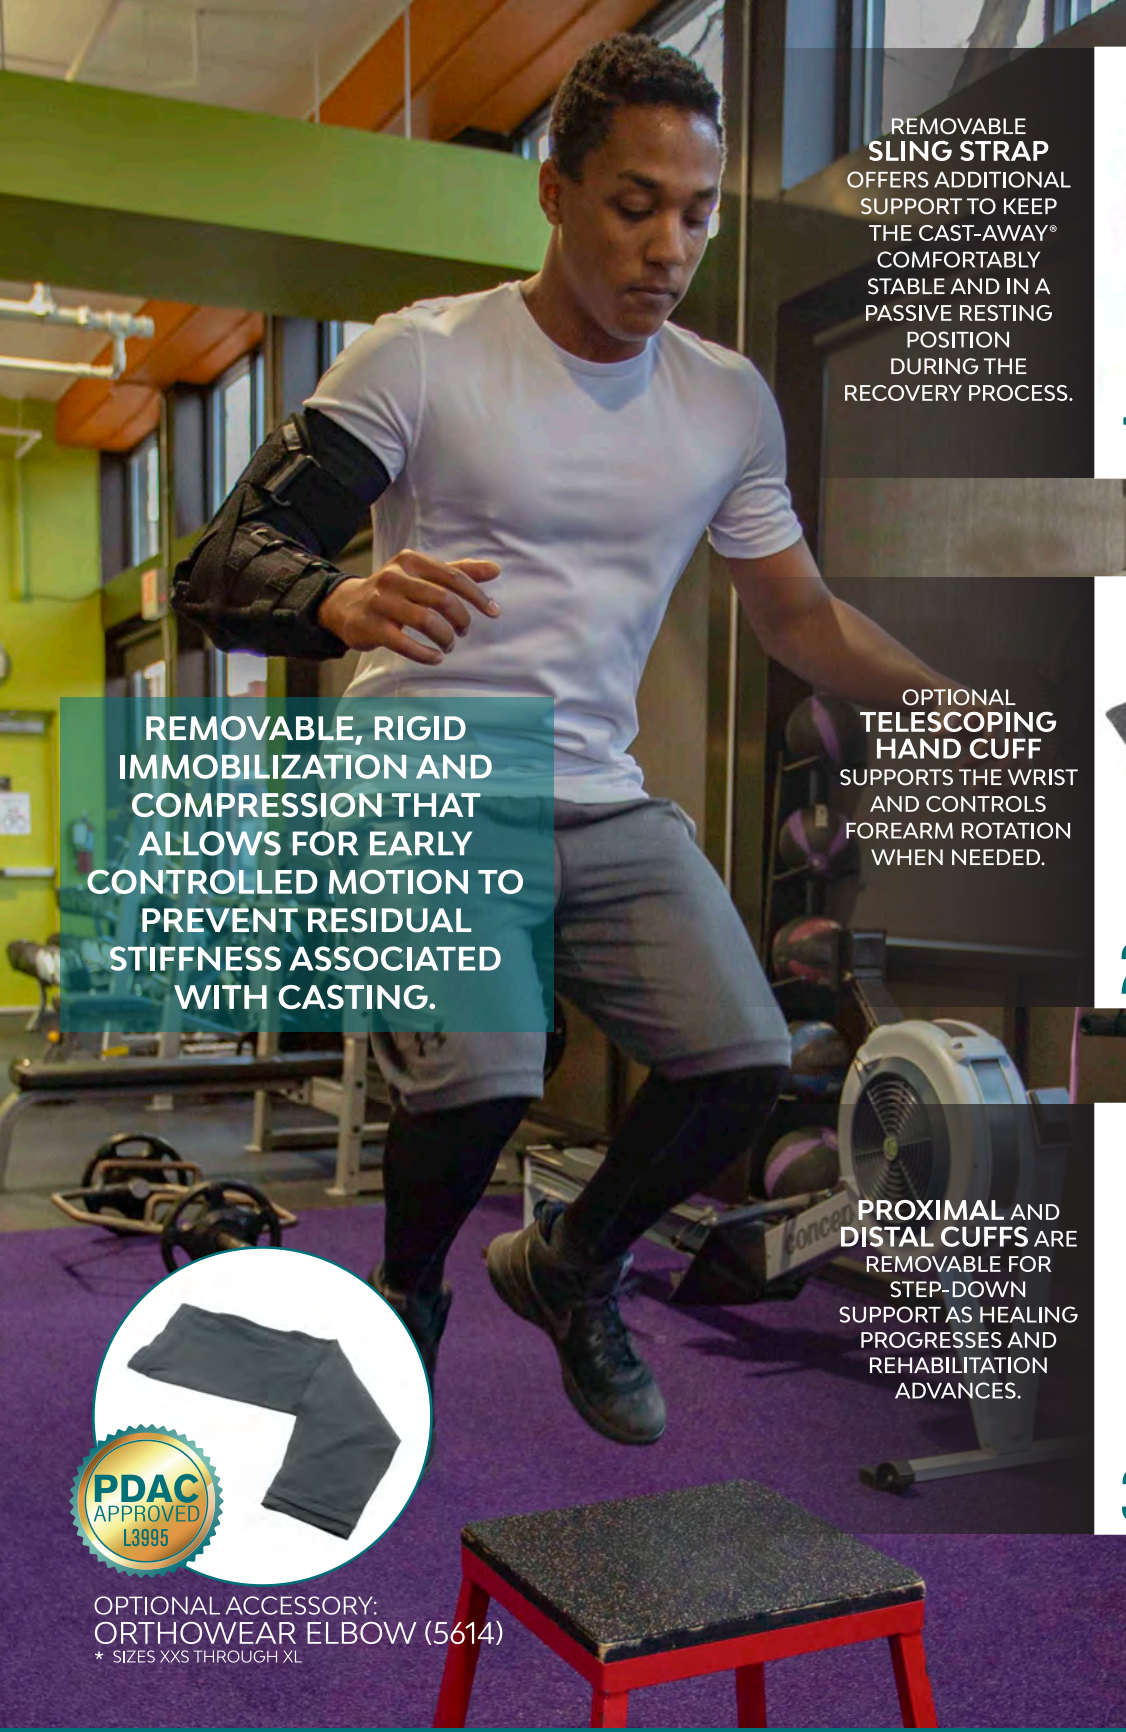 REMOVABLE
SLING STRAP
OFFERS ADDITIONAL
SUPPORT TO KEEP
THE CAST-AWAY®
COMFORTABLY
STABLE AND IN A
PASSIVE RESTING
POSITION
DURING THE
RECOVERY PROCESS.
REMOVABLE, RIGID
IMMOBILIZATION AND
COMPRESSION THAT
ALLOWS FOR EARLY
CONTROLLED MOTION TO
PREVENT RESIDUAL
STIFFNESS ASSOCIATED
WITH CASTING.
OPTIONAL
TELESCOPING
HAND CUFF
SUPPORTS THE WRIST
AND CONTROLS
FOREARM ROTATION
WHEN NEEDED.
PROXIMAL AND
DISTAL CUFFS ARE
REMOVABLE FOR
STEP-DOWN
SUPPORT AS HEALING
PROGRESSES AND
REHABILITATION
ADVANCES.
concep
PDAC
APPROVED
L3995
OPTIONAL ACCESSORY:
ORTHOWEAR ELBOW (5614)
* SIZES XXS THROUGH XL